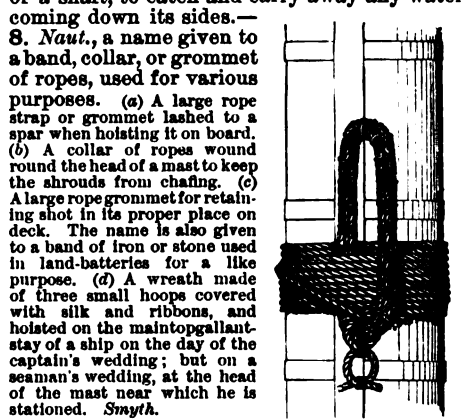 or a shaft, to catch and carry away any water
coming down its sides.—
8. Naut., a name given to
a band, collar, or grommet
of ropes, used for various
purposes. (a) A large rope
strap or grommet lashed to a
spar when hoisting it on board.
(b) A collar of ropes wound
round the head of a mast to keep
the shrouds from chafing. (c)
A large rope grommet for retain-
ing shot in its proper place on
deck. The name is also given
to a band of iron or stone used
in land-batteries for a like
purpose. (d) A wreath made
of three small hoops covered
with silk and ribbons, and
hoisted on the maintopgallant-
stay of a ship on the day of the
captain's wedding; but on a
seaman's wedding, at the head
of the mast near which he is
stationed. Smyth.